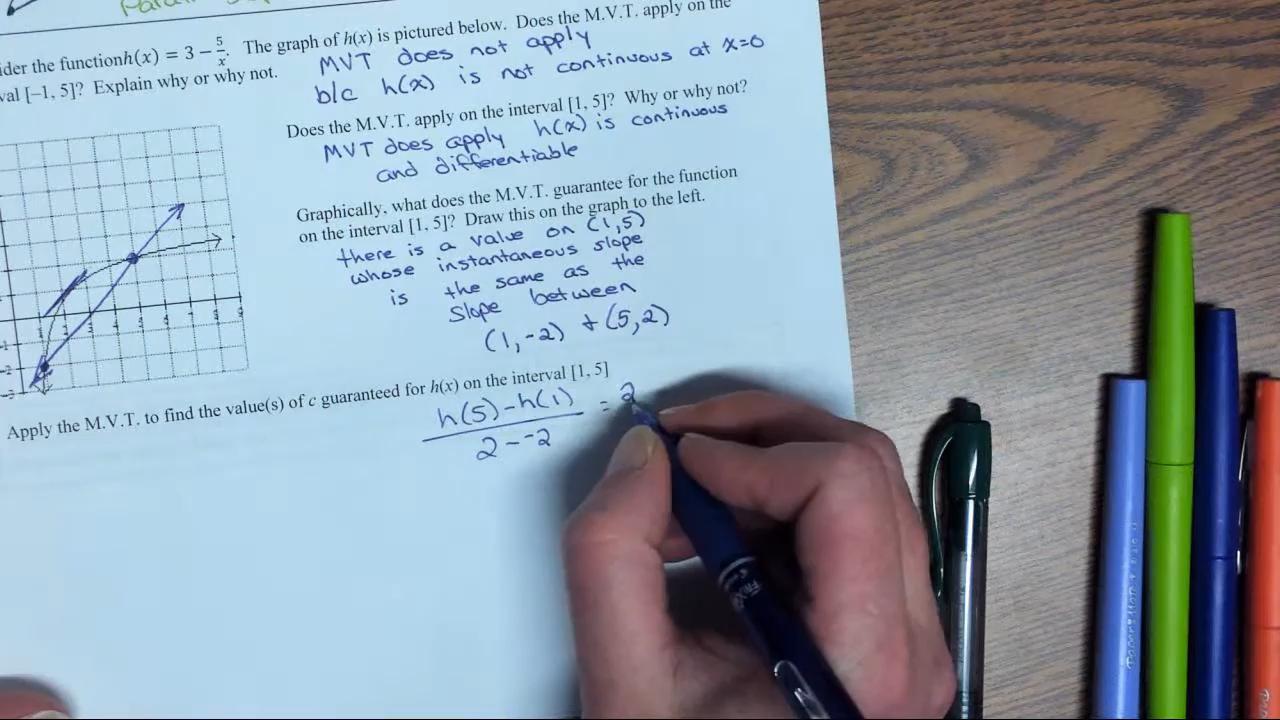 ider the functionh(x) = 3 − 5/x. The graph of h(x) is pictured below. Does the M.V.T. apply on the
val [−1, 5]? Explain why or why not.
MVT does not apply
b/c h(x) is not continuous at x=0
Does the M.V.T. apply on the interval [1, 5]? Why or why not?
MVT does apply h(x) is continuous
and differentiable
Graphically, what does the M.V.T. guarantee for the function
on the interval [1, 5]? Draw this on the graph to the left.
there is a value on (1,5)
whose instantaneous slope
is the same as the
slope between
(1,-2) + (5,2)
Apply the M.V.T. to find the value(s) of c guaranteed for h(x) on the interval [1, 5]
h(5)-h(1) = 2
2--2